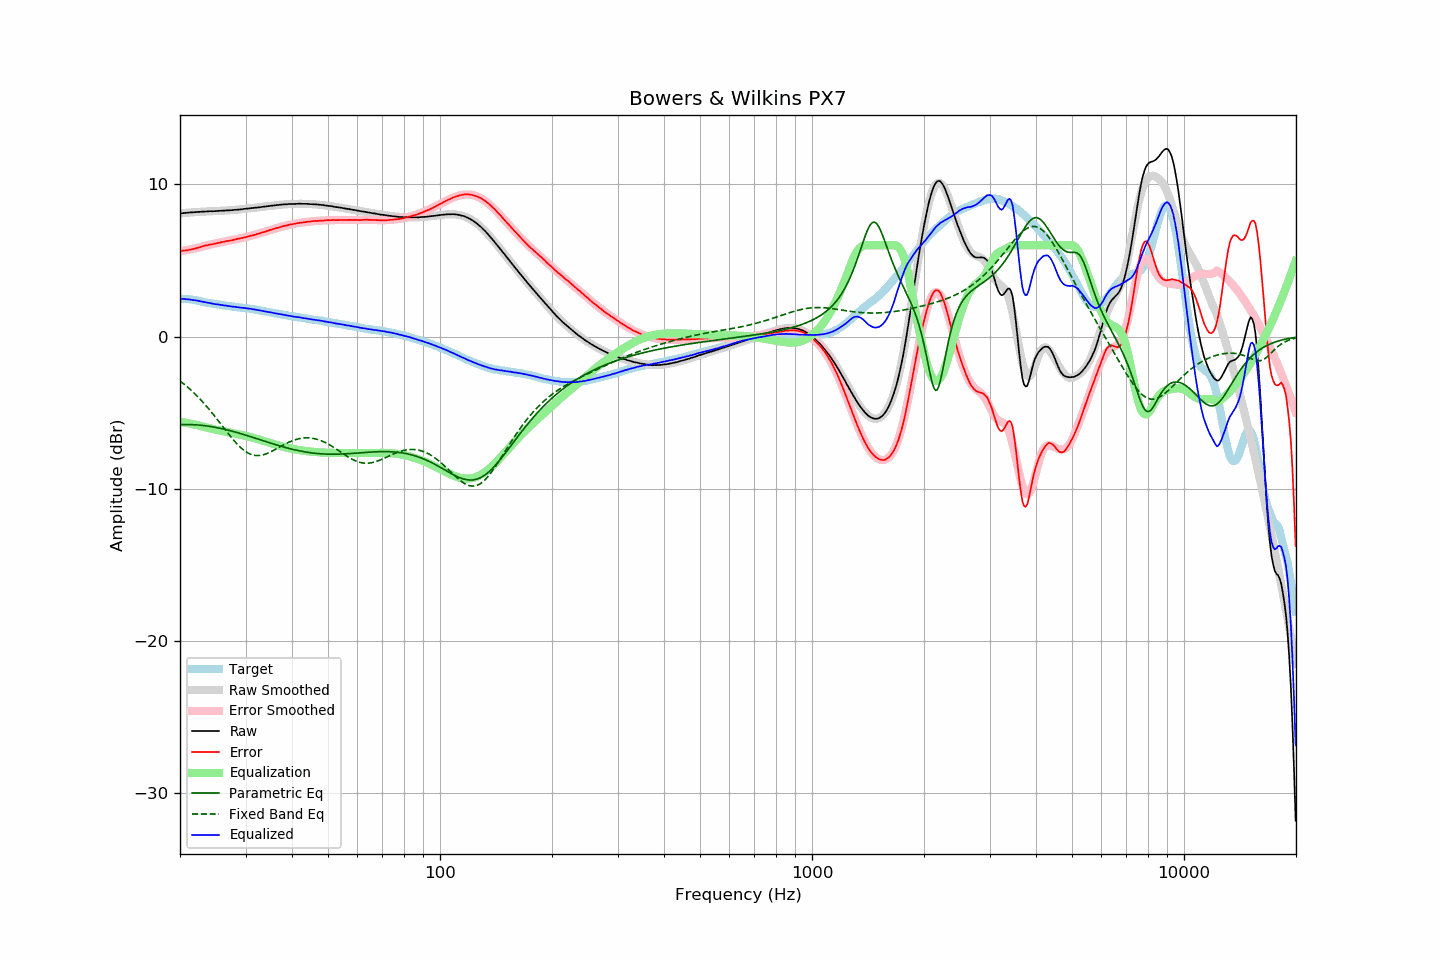 Bowers & Wilkins PX7
Amplitude (dBr)
10
0
−10
−20
−30
Target
Raw Smoothed
Error Smoothed
Raw
Error
Equalization
Parametric Eq
Fixed Band Eq
Equalized
100
1000
10000
Frequency (Hz)